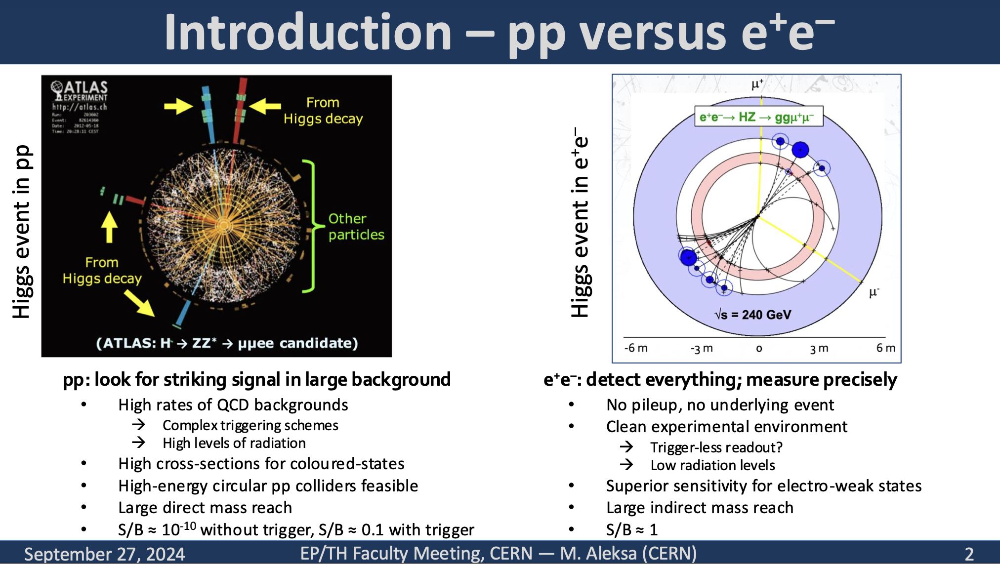 Introduction – pp versus e⁺e⁻
Higgs event in pp
ATLAS
EXPERIMENT
http://atlas.ch
Run: 203602
Event: 82614360
Date: 2012-05-18
Time: 20:28:11 CEST
From
Higgs decay
Other
particles
From
Higgs decay
(ATLAS: H → ZZ* → μμee candidate)
Higgs event in e⁺e⁻
μ⁺
e⁺e⁻→ HZ → ggμ⁺μ⁻
μ⁻
√s = 240 GeV
-6 m -3 m 0 3 m 6 m
pp: look for striking signal in large background
• High rates of QCD backgrounds
→ Complex triggering schemes
→ High levels of radiation
• High cross-sections for coloured-states
• High-energy circular pp colliders feasible
• Large direct mass reach
• S/B ≈ 10⁻¹⁰ without trigger, S/B ≈ 0.1 with trigger
e⁺e⁻: detect everything; measure precisely
• No pileup, no underlying event
• Clean experimental environment
→ Trigger-less readout?
→ Low radiation levels
• Superior sensitivity for electro-weak states
• Large indirect mass reach
• S/B ≈ 1
September 27, 2024
EP/TH Faculty Meeting, CERN — M. Aleksa (CERN)
2